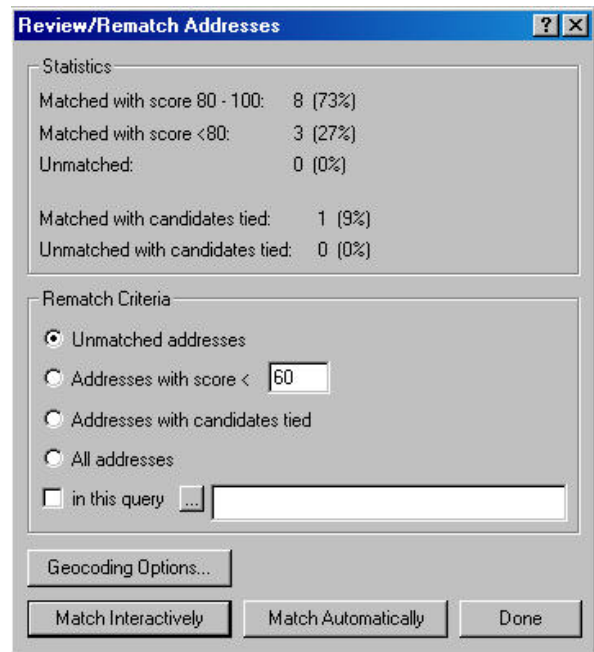 Review/Rematch Addresses ? ×
Statistics
Matched with score 80 - 100: 8 (73%)
Matched with score <80: 3 (27%)
Unmatched: 0 (0%)
Matched with candidates tied: 1 (9%)
Unmatched with candidates tied: 0 (0%)
Rematch Criteria
Unmatched addresses
Addresses with score < 60
Addresses with candidates tied
All addresses
in this query ...
Geocoding Options...
Match Interactively Match Automatically Done